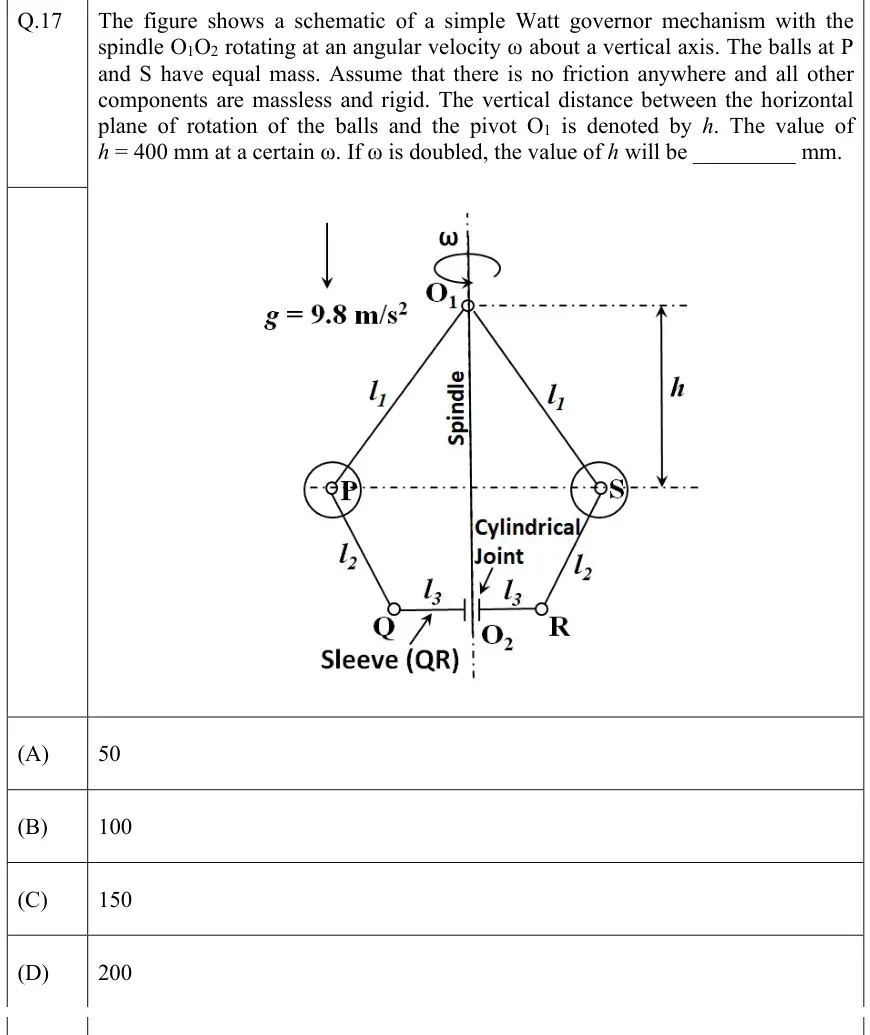 Q.17 The figure shows a schematic of a simple Watt governor mechanism with the
spindle O₁O₂ rotating at an angular velocity ω about a vertical axis. The balls at P
and S have equal mass. Assume that there is no friction anywhere and all other
components are massless and rigid. The vertical distance between the horizontal
plane of rotation of the balls and the pivot O₁ is denoted by h. The value of
h = 400 mm at a certain ω. If ω is doubled, the value of h will be __________ mm.
ω
O₁
g = 9.8 m/s²
l₁
Spindle
l₁
h
P
S
Cylindrical
Joint
l₂
l₂
l₃
l₃
Q
O₂
R
Sleeve (QR)
(A) 50
(B) 100
(C) 150
(D) 200